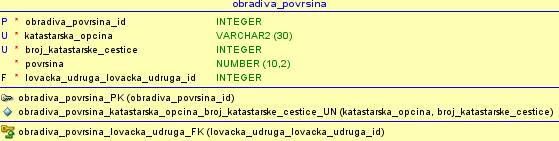 obradiva_povrsina
P * obradiva_povrsina_id INTEGER
U * katastarska_opcina VARCHAR2 (30)
U * broj_katastarske_cestice INTEGER
* povrsina NUMBER (10,2)
F * lovacka_udruga_lovacka_udruga_id INTEGER
obradiva_povrsina_PK (obradiva_povrsina_id)
obradiva_povrsina_katastarska_opcina_broj_katastarske_cestice_UN (katastarska_opcina, broj_katastarske_cestice)
obradiva_povrsina_lovacka_udruga_FK (lovacka_udruga_lovacka_udruga_id)